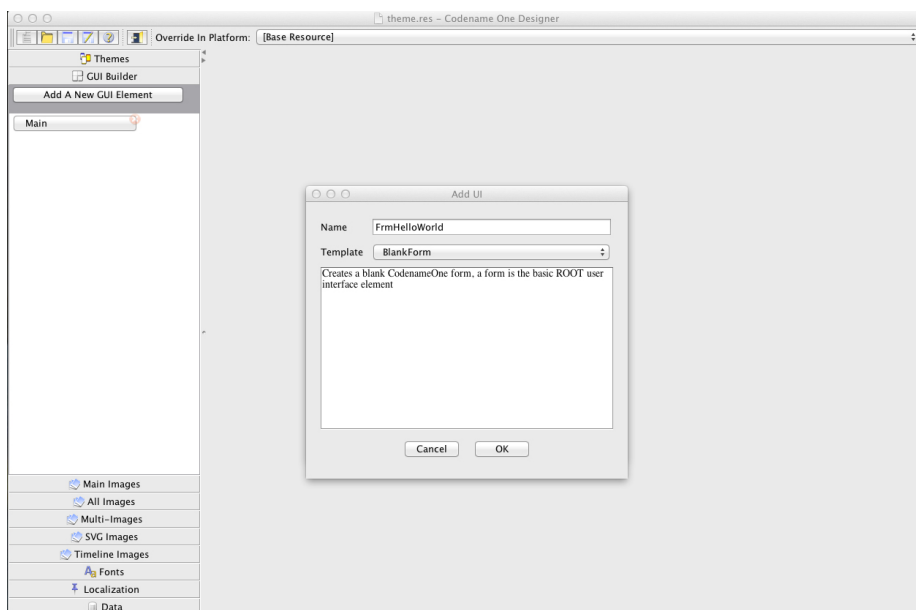 theme.res – Codename One Designer
Override In Platform: [Base Resource]
Themes
GUI Builder
Add A New GUI Element
Main
Add UI
Name FrmHelloWorld
Template BlankForm
Creates a blank CodenameOne form, a form is the basic ROOT user
interface element
Cancel OK
Main Images
All Images
Multi-Images
SVG Images
Timeline Images
Fonts
Localization
Data